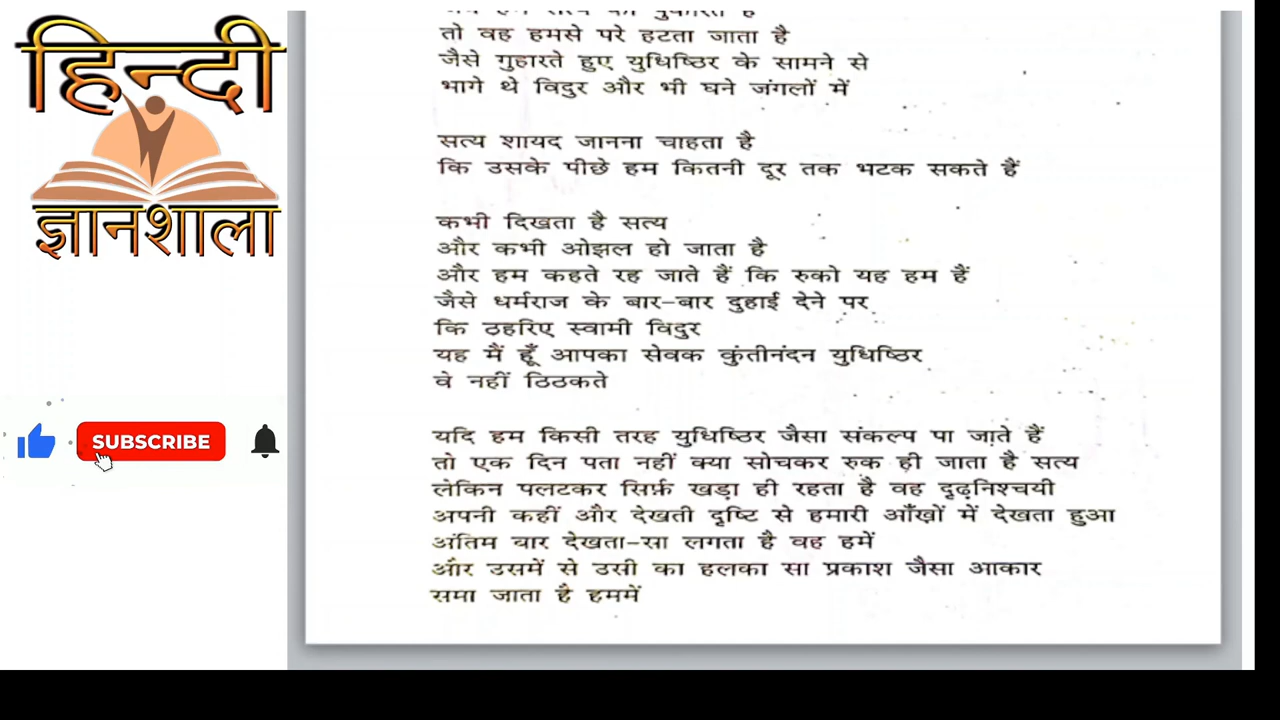 हिन्दी
ज्ञानशाला
SUBSCRIBE
तो वह हमसे परे हटता जाता है
जैसे गुहारते हुए युधिष्ठिर के सामने से
भागे थे विदुर और भी घने जंगलों में
सत्य शायद जानना चाहता है
कि उसके पीछे हम कितनी दूर तक भटक सकते हैं
कभी दिखता है सत्य
और कभी ओझल हो जाता है
और हम कहते रह जाते हैं कि रुको यह हम हैं
जैसे धर्मराज के बार-बार दुहाई देने पर
कि ठहरिए स्वामी विदुर
यह मैं हूँ आपका सेवक कुंतीनंदन युधिष्ठिर
वे नहीं ठिठकते
यदि हम किसी तरह युधिष्ठिर जैसा संकल्प पा जाते हैं
तो एक दिन पता नहीं क्या सोचकर रुक ही जाता है सत्य
लेकिन पलटकर सिर्फ़ खड़ा ही रहता है वह दृढ़निश्चयी
अपनी कहीं और देखती दृष्टि से हमारी आँखों में देखता हुआ
अंतिम बार देखता-सा लगता है वह हमें
और उसमें से उसी का हलका सा प्रकाश जैसा आकार
समा जाता है हममें